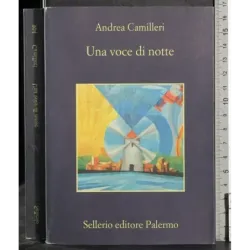 Andrea Camilleri
Una voce di notte
Sellerio editore Palermo